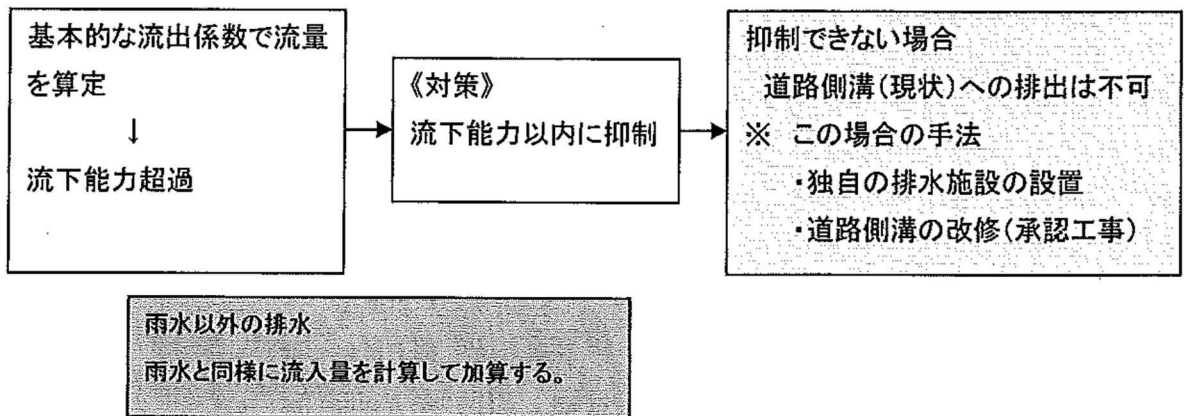 基本的な流出係数で流量
を算定
↓
流下能力超過
《対策》
流下能力以内に抑制
抑制できない場合
道路側溝(現状)への排出は不可
※ この場合の手法
・独自の排水施設の設置
・道路側溝の改修(承認工事)
雨水以外の排水
雨水と同様に流入量を計算して加算する。